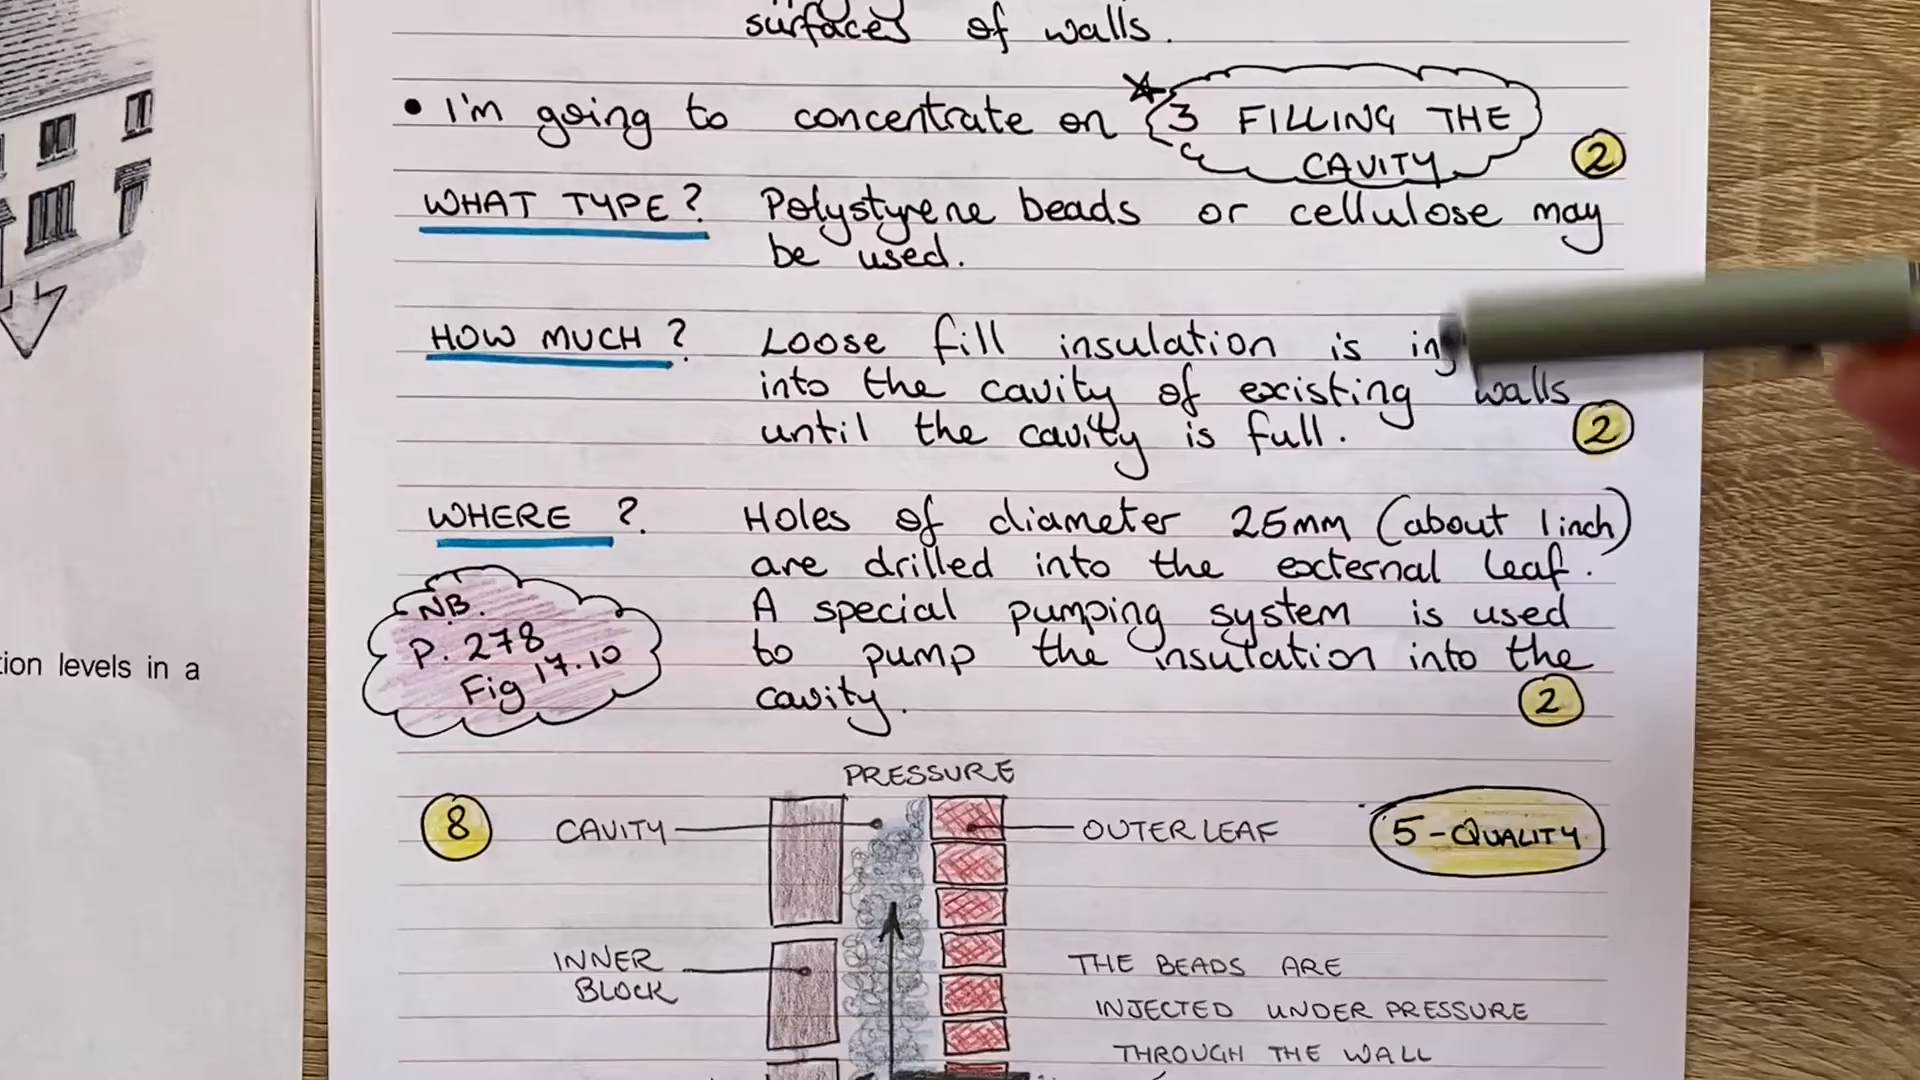 surfaces of walls.
• I'm going to concentrate on 3 FILLING THE
CAVITY
2
WHAT TYPE? Polystyrene beads or cellulose may
be used.
HOW MUCH? Loose fill insulation is
into the cavity of existing walls
until the cavity is full.
2
WHERE? Holes of diameter 25mm (about 1 inch)
are drilled into the external leaf.
A special pumping system is used
to pump the insulation into the
cavity.
2
N.B.
P. 278
Fig 17.10
tion levels in a
PRESSURE
8
CAVITY
OUTER LEAF
5-QUALITY
INNER
BLOCK
THE BEADS ARE
INJECTED UNDER PRESSURE
THROUGH THE WALL